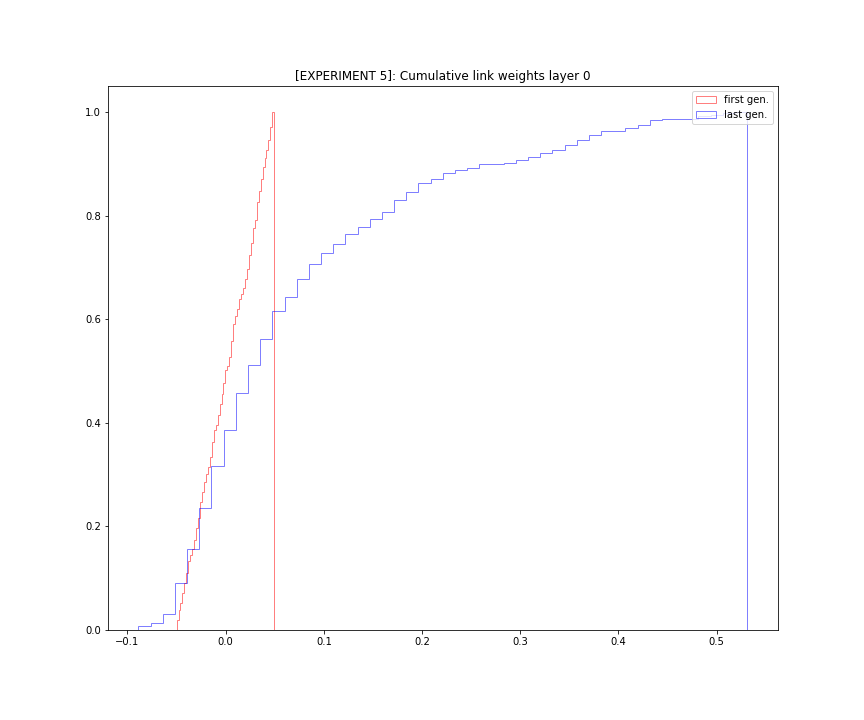 [EXPERIMENT 5]: Cumulative link weights layer 0
first gen.
last gen.
1.0
0.8
0.6
0.4
0.2
0.0
−0.1 0.0 0.1 0.2 0.3 0.4 0.5